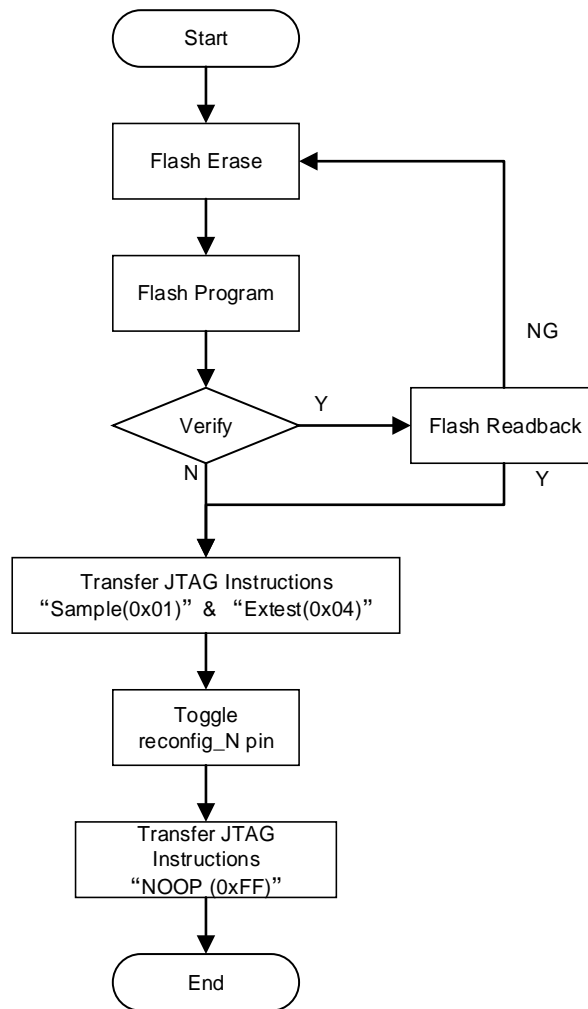 Start
Flash Erase
Flash Program
NG
Verify
Y
Flash Readback
N
Y
Transfer JTAG Instructions
“Sample(0x01)” & “Extest(0x04)”
Toggle
reconfig_N pin
Transfer JTAG
Instructions
“NOOP (0xFF)”
End